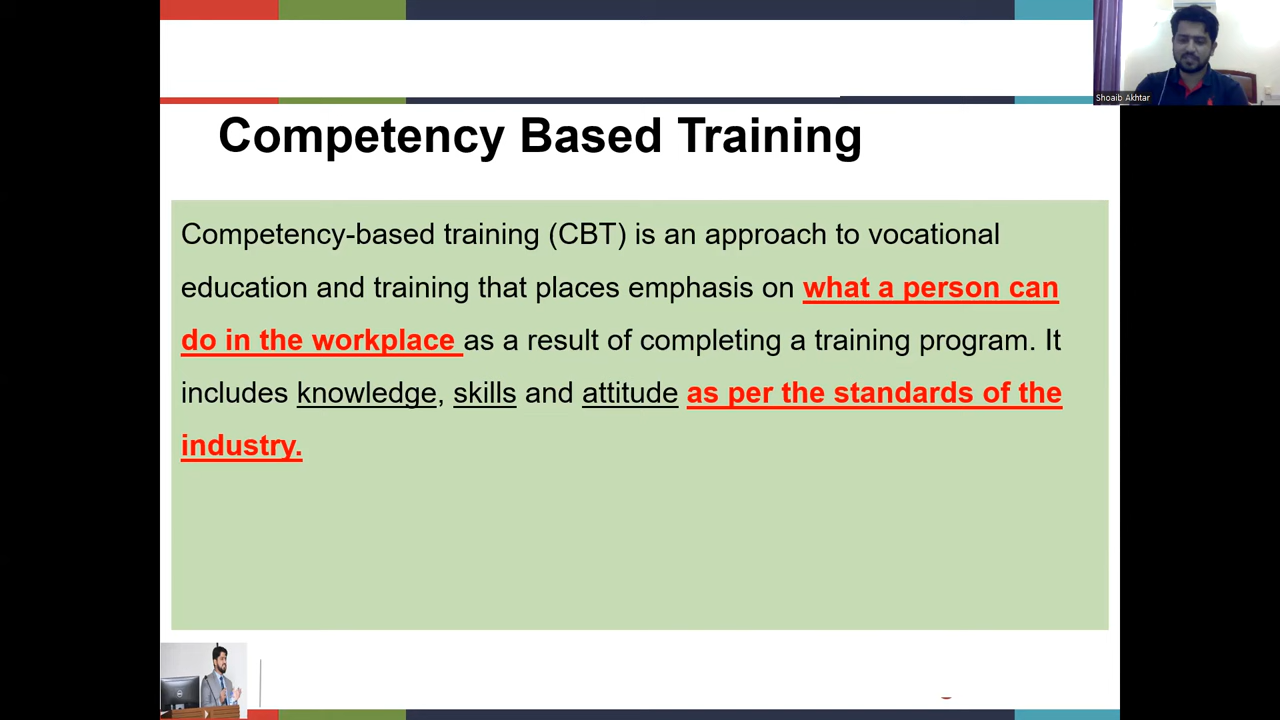 Shoaib Akhtar
Competency Based Training
Competency-based training (CBT) is an approach to vocational
education and training that places emphasis on what a person can
do in the workplace as a result of completing a training program. It
includes knowledge, skills and attitude as per the standards of the
industry.